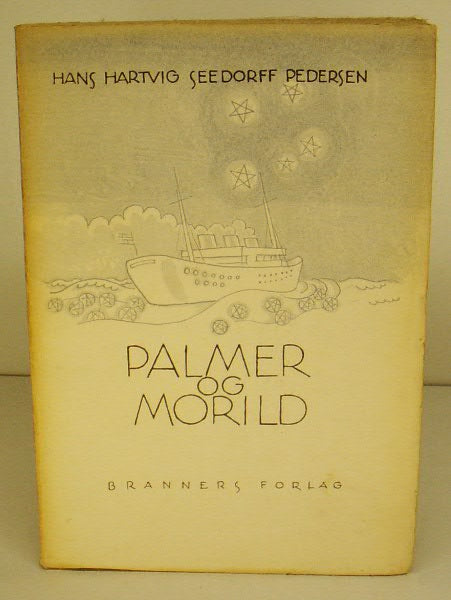 HANS HARTVIG SEEDORFF PEDERSEN
PALMER
OG
MORILD
BRANNERS FORLAG